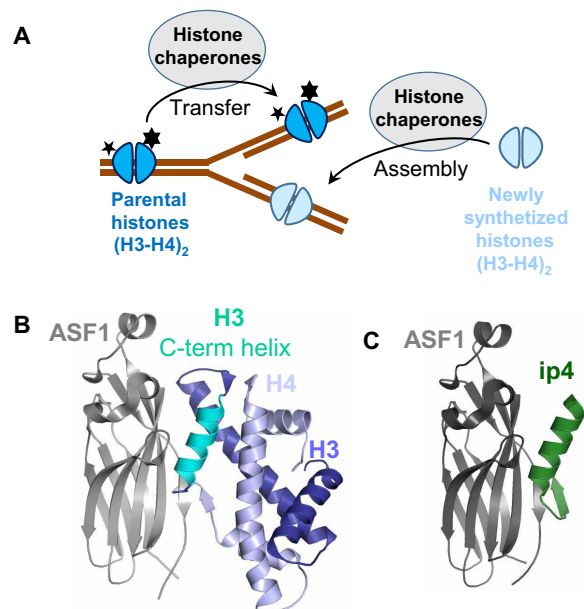 A
Histone
chaperones
Transfer
Histone
chaperones
Assembly
Parental
histones
(H3-H4)₂
Newly
synthetized
histones
(H3-H4)₂
B
ASF1
H3
C-term helix
H4
H3
C
ASF1
ip4